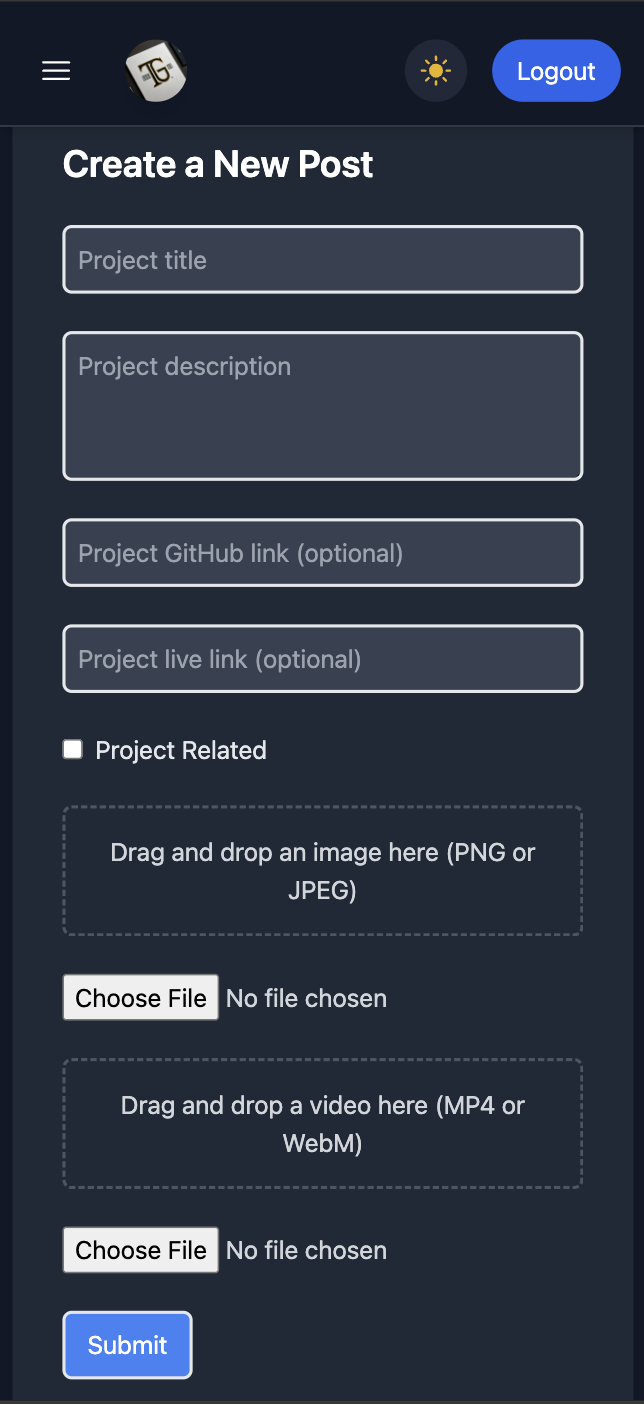 TG
Logout
Create a New Post
Project title
Project description
Project GitHub link (optional)
Project live link (optional)
Project Related
Drag and drop an image here (PNG or
JPEG)
Choose File No file chosen
Drag and drop a video here (MP4 or
WebM)
Choose File No file chosen
Submit